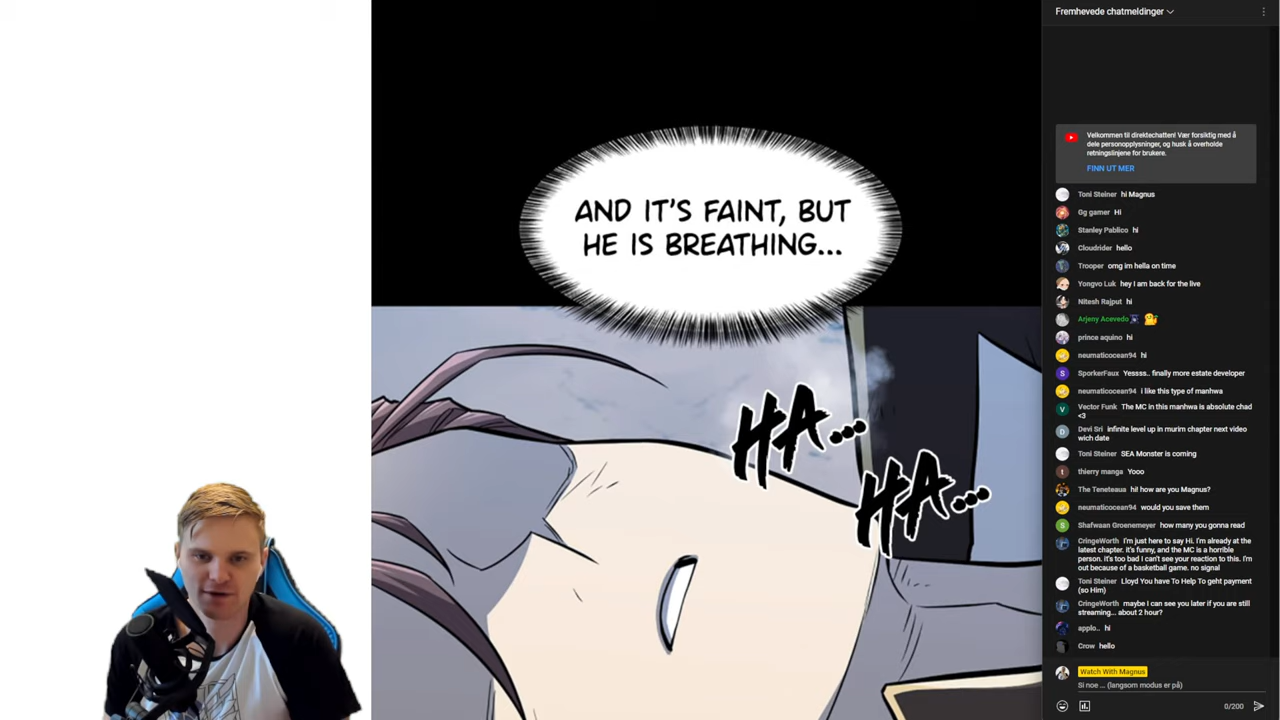 Fremhevede chatmeldinger
AND IT'S FAINT, BUT
HE IS BREATHING...
HA...
HA...
Velkommen til direktechatten! Vær forsiktig med å
dele personopplysninger, og husk å overholde
retningslinjene for brukere.
FINN UT MER
Toni Steiner hi Magnus
Gg gamer Hi
Stanley Pablico hi
Cloudrider hello
Trooper omg im hella on time
Yongvo Luk hey I am back for the live
Nitesh Rajput hi
Arjeny Acevedo
prince aquino hi
neumaticocean94 hi
S SporkerFaux Yessss.. finally more estate developer
neumaticocean94 i like this type of manhwa
V Vector Funk The MC in this manhwa is absolute chad
<3
Devi Sri infinite level up in murim chapter next video
wich date
Toni Steiner SEA Monster is coming
t thierry manga Yooo
The Teneteaua hi! how are you Magnus?
neumaticocean94 would you save them
S Shafwaan Groenemeyer how many you gonna read
CringeWorth I'm just here to say Hi. I'm already at the
latest chapter. it's funny, and the MC is a horrible
person. it's too bad I can't see your reaction to this. I'm
out because of a basketball game. no signal
Toni Steiner Lloyd You have To Help To geht payment
(so Him)
CringeWorth maybe I can see you later if you are still
streaming... about 2 hour?
applo.. hi
Crow hello
Watch With Magnus
Si noe ... (langsom modus er på)
0/200